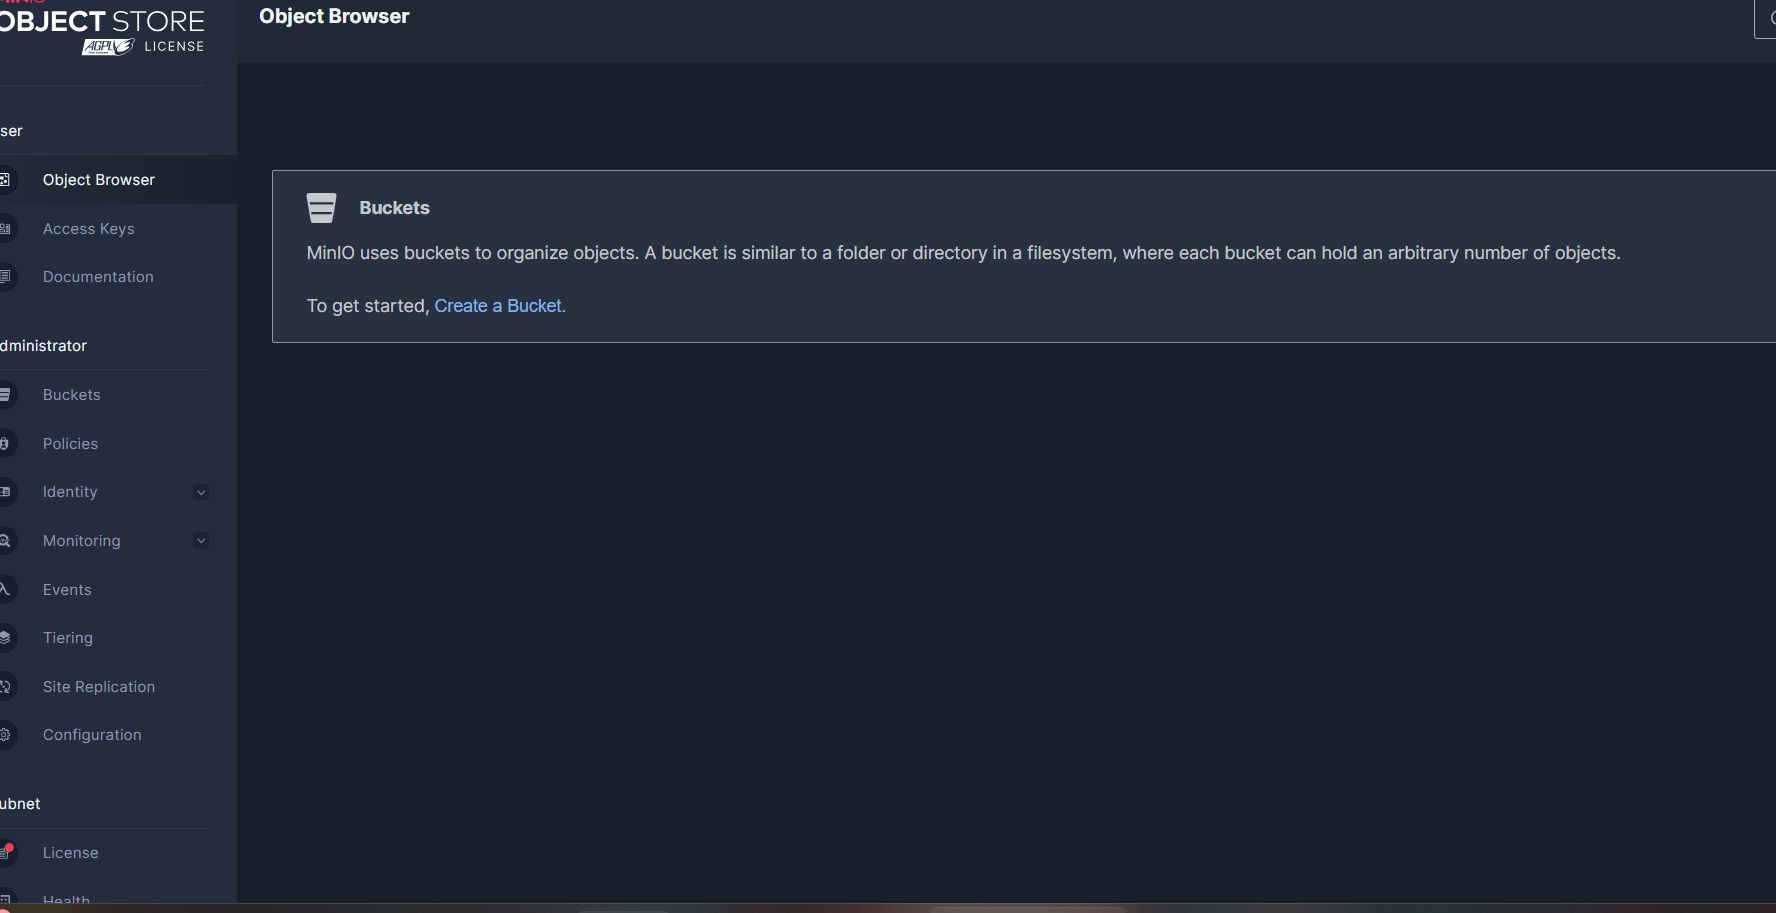 OBJECT STORE
AGPLv3 LICENSE
Object Browser
ser
Object Browser
Access Keys
Documentation
dministrator
Buckets
Policies
Identity
Monitoring
Events
Tiering
Site Replication
Configuration
ubnet
License
Health
Buckets
MinIO uses buckets to organize objects. A bucket is similar to a folder or directory in a filesystem, where each bucket can hold an arbitrary number of objects.
To get started, Create a Bucket.